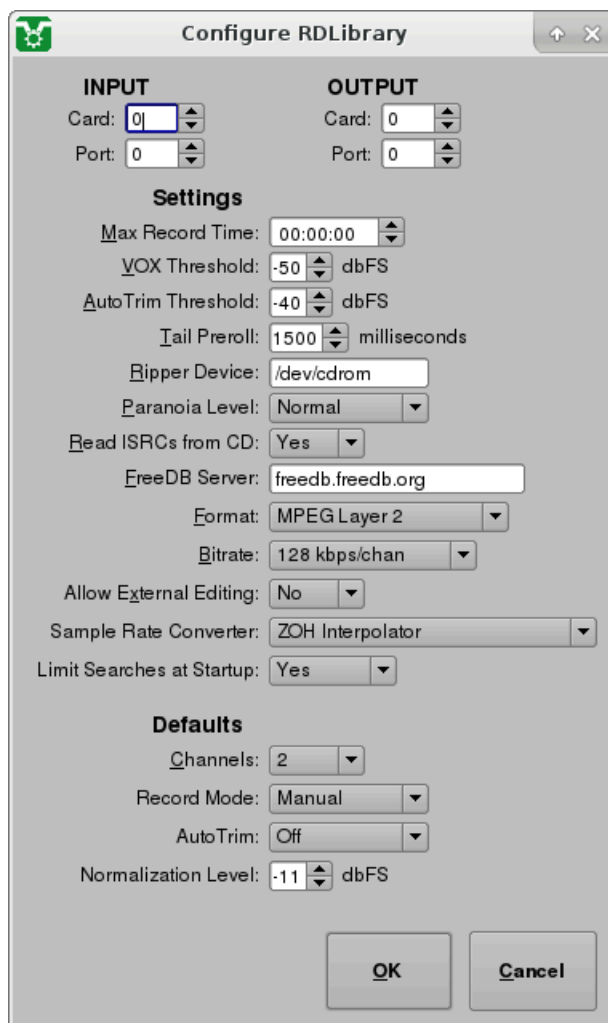 Configure RDLibrary
INPUT OUTPUT
Card: 0 Card: 0
Port: 0 Port: 0
Settings
Max Record Time: 00:00:00
VOX Threshold: -50 dbFS
AutoTrim Threshold: -40 dbFS
Tail Preroll: 1500 milliseconds
Ripper Device: /dev/cdrom
Paranoia Level: Normal
Read ISRCs from CD: Yes
FreeDB Server: freedb.freedb.org
Format: MPEG Layer 2
Bitrate: 128 kbps/chan
Allow External Editing: No
Sample Rate Converter: ZOH Interpolator
Limit Searches at Startup: Yes
Defaults
Channels: 2
Record Mode: Manual
AutoTrim: Off
Normalization Level: -11 dbFS
OK Cancel